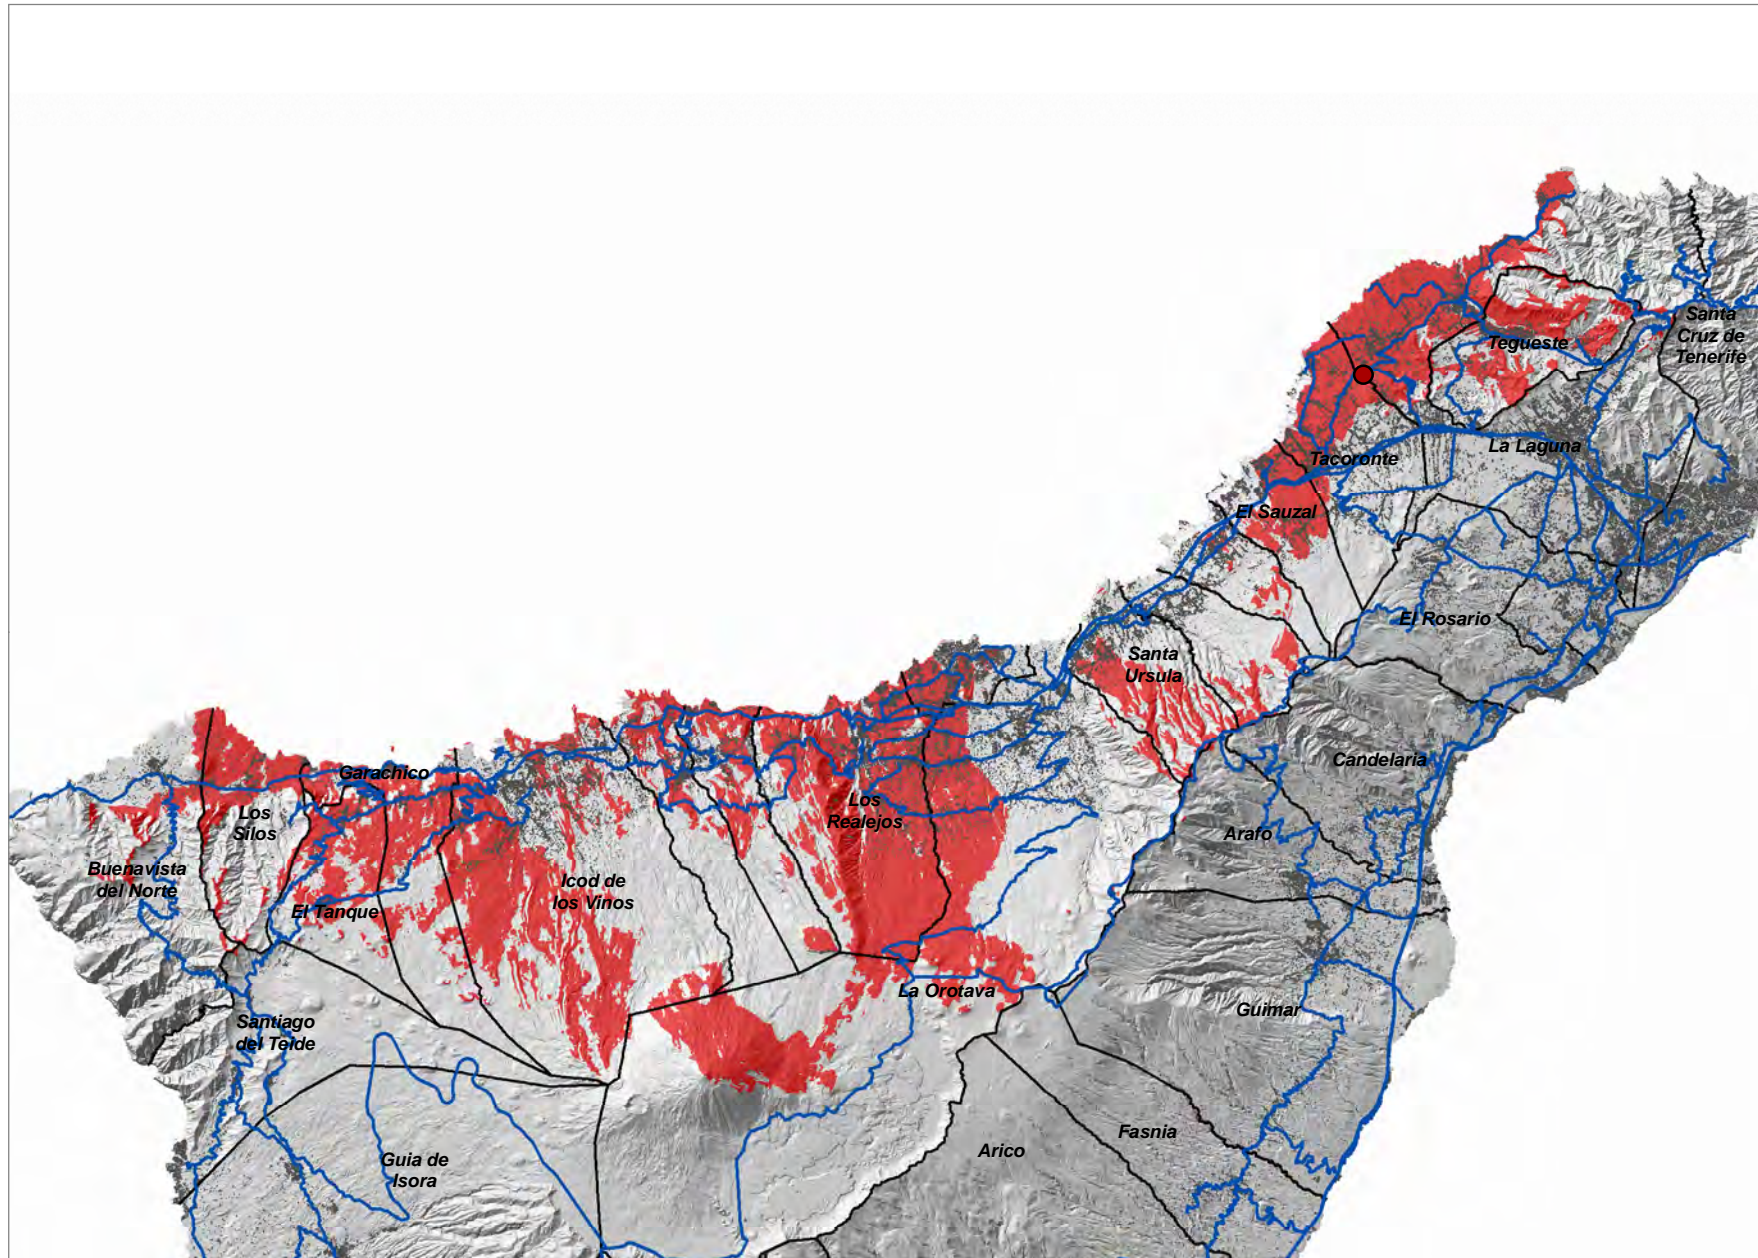 Santa
Cruz de
Tenerife
Tegueste
La Laguna
Tacoronte
El Sauzal
El Rosario
Santa
Ursula
Candelaria
Garachico
Los
Silos
Los
Realejos
Arafo
Buenavista
del Norte
Icod de
los Vinos
El Tanque
La Orotava
Guimar
Santiago
del Teide
Fasnia
Arico
Guia de
Isora